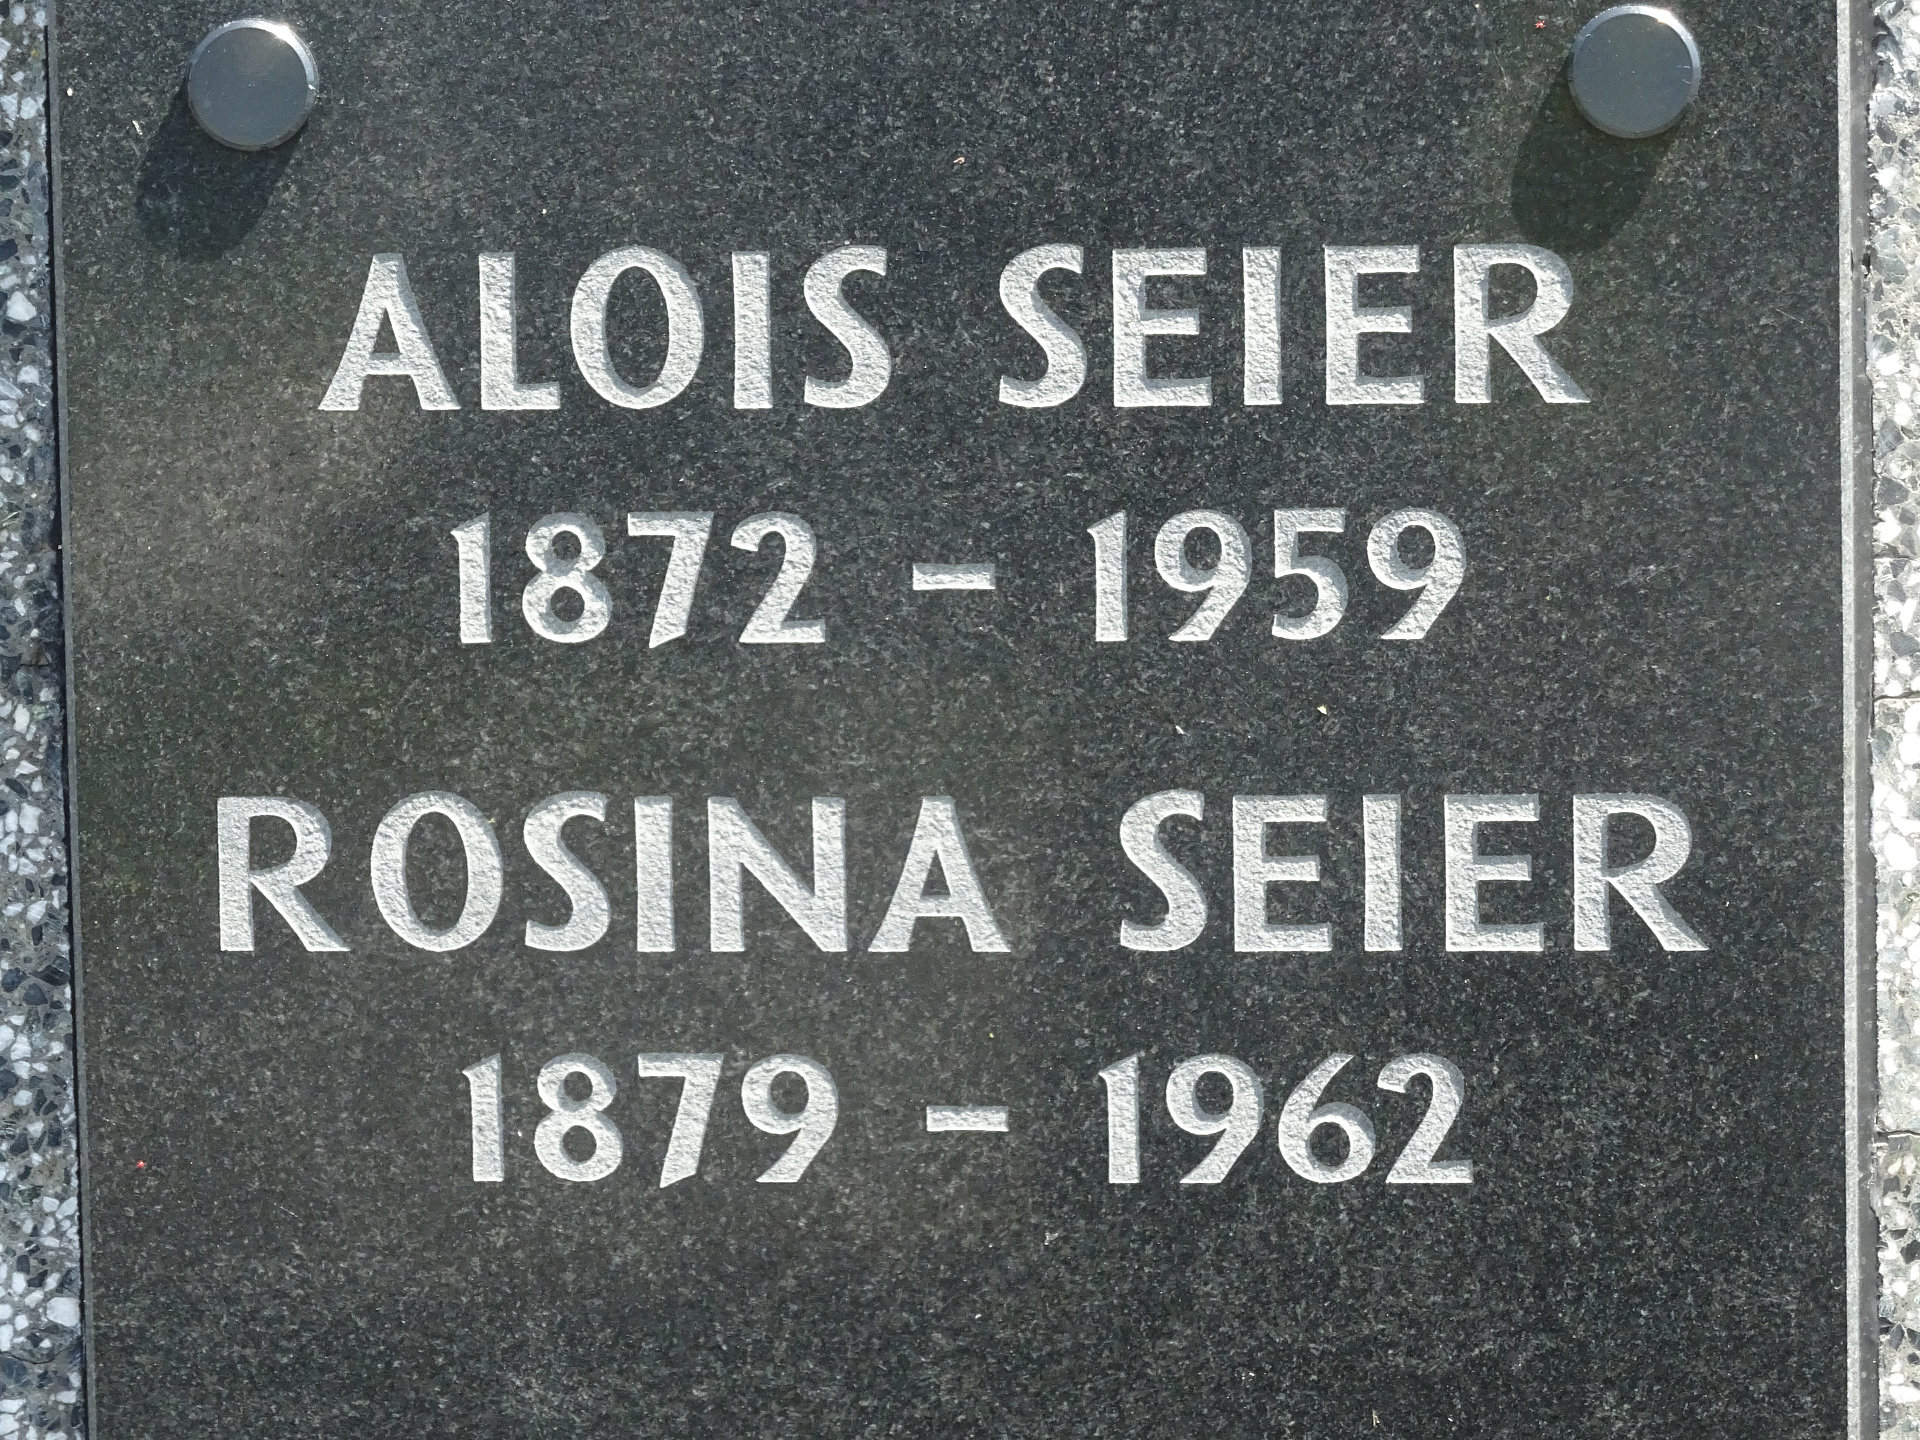 ALOIS SEIER
1872 – 1959
ROSINA SEIER
1879 – 1962